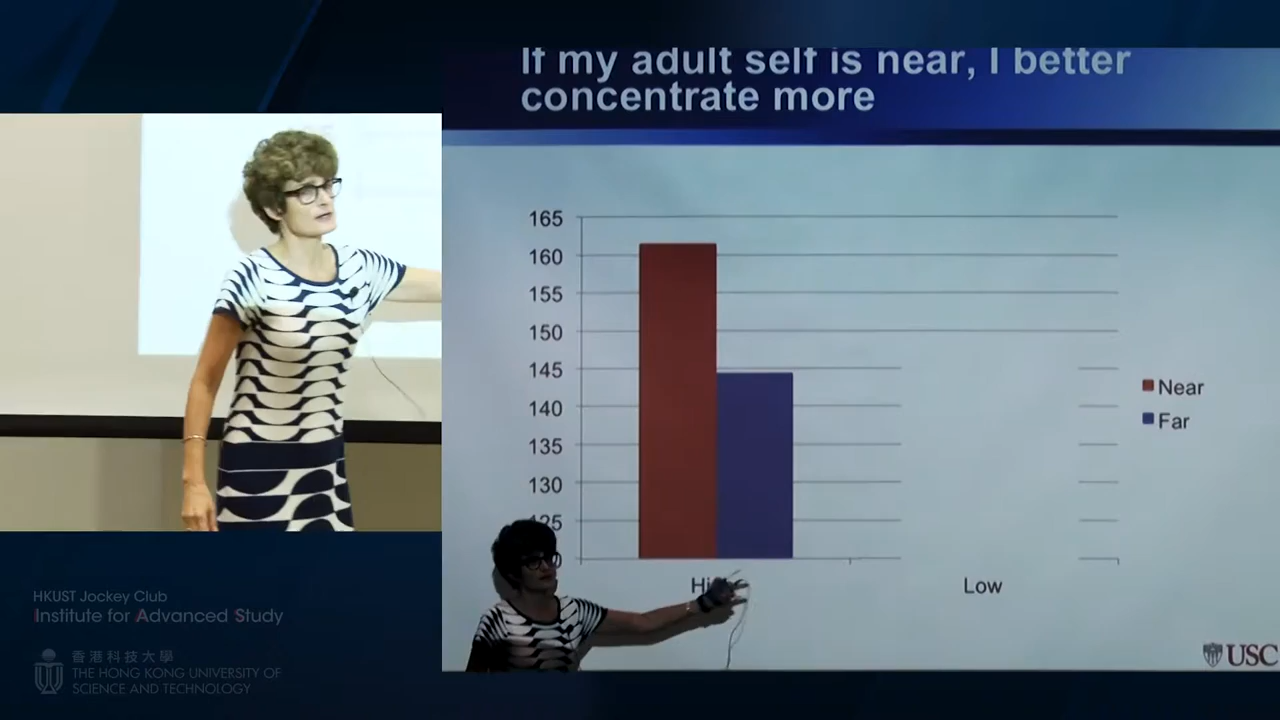 If my adult self is near, I better
concentrate more
165
160
155
150
145
140
135
130
Near
Far
Low
USC
HKUST Jockey Club
Institute for Advanced Study
香港科技大學
THE HONG KONG UNIVERSITY OF
SCIENCE AND TECHNOLOGY